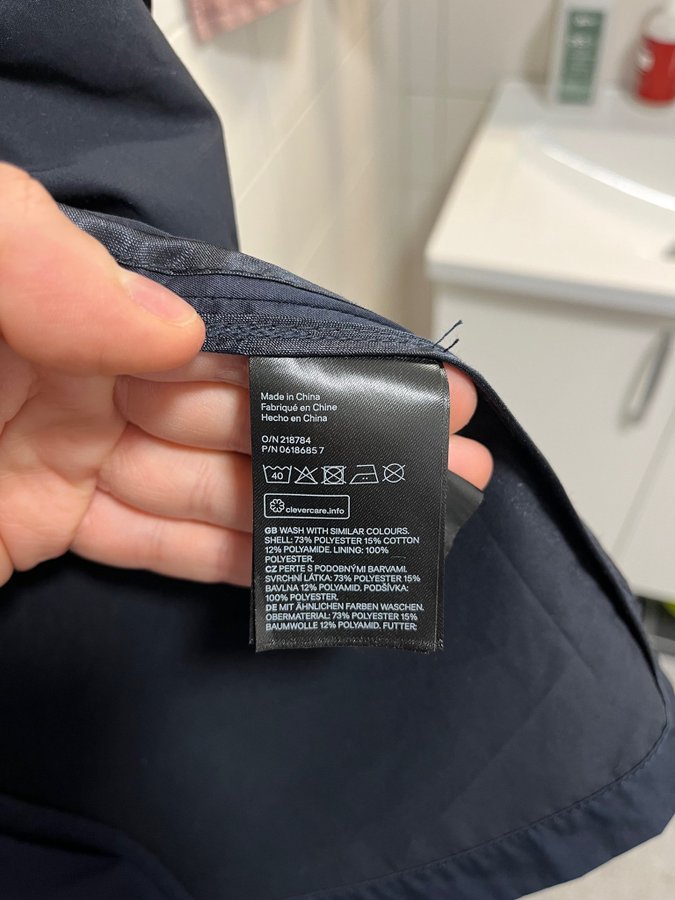 Made in China
Fabriqué en Chine
Hecho en China
O/N 218784
P/N 0618685 7
40
clevercare.info
GB WASH WITH SIMILAR COLOURS.
SHELL: 73% POLYESTER 15% COTTON
12% POLYAMIDE. LINING: 100%
POLYESTER.
CZ PERTE S PODOBNÝMI BARVAMI.
SVRCHNÍ LÁTKA: 73% POLYESTER 15%
BAVLNA 12% POLYAMID. PODŠÍVKA:
100% POLYESTER.
DE MIT ÄHNLICHEN FARBEN WASCHEN.
OBERMATERIAL: 73% POLYESTER 15%
BAUMWOLLE 12% POLYAMID. FUTTER: